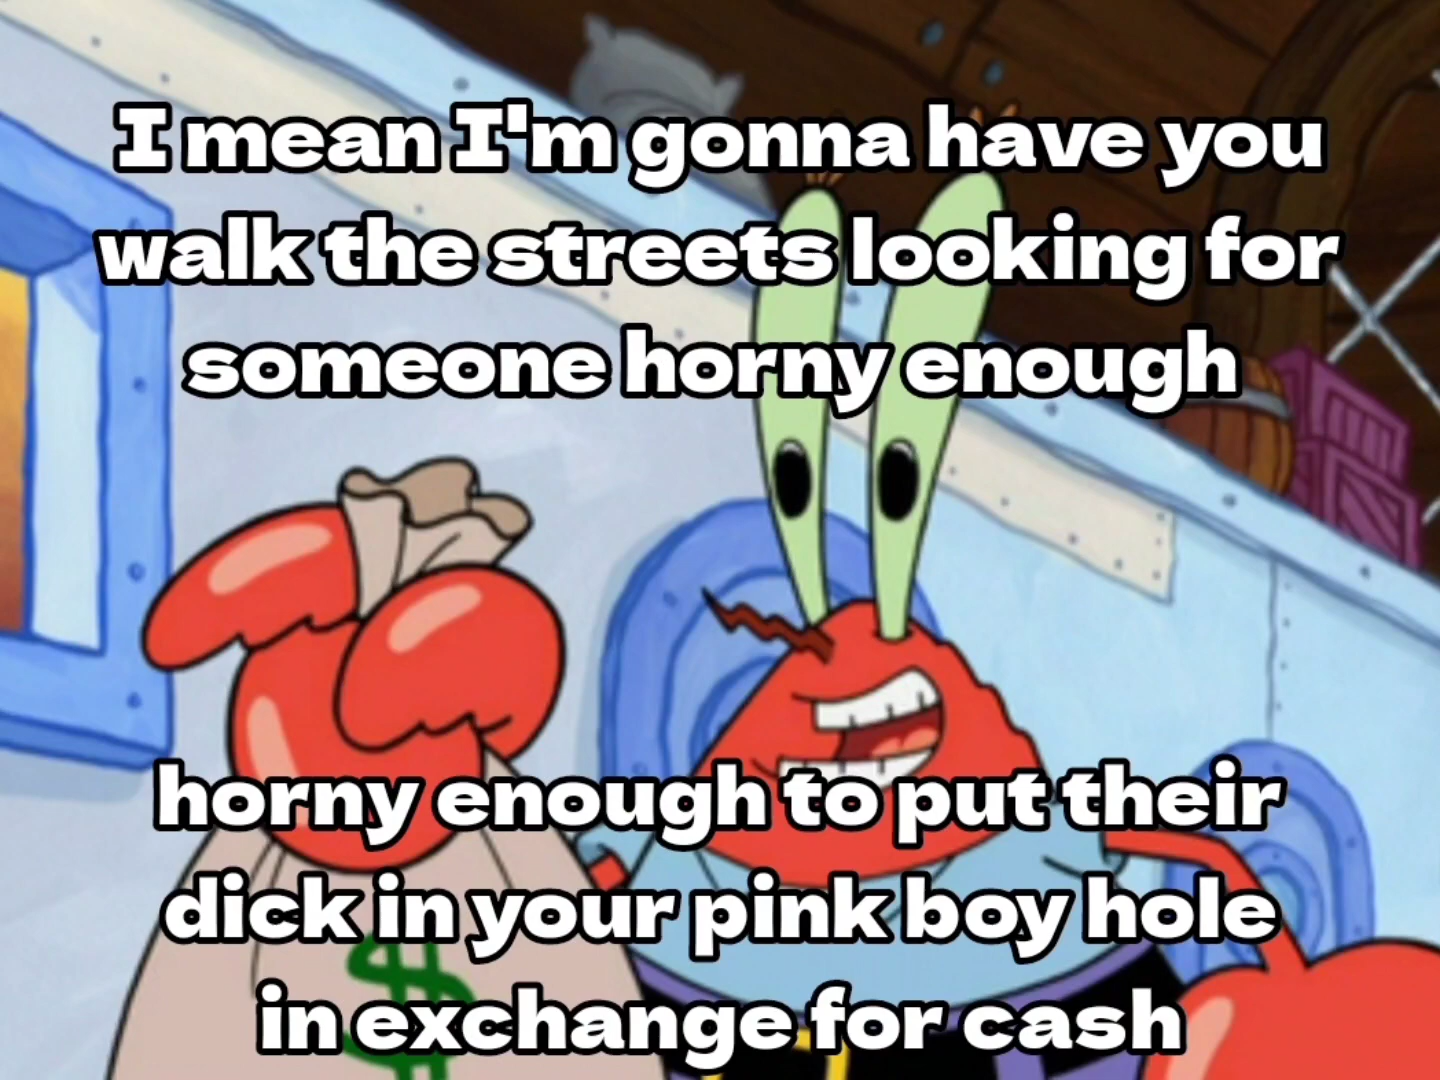 I mean I'm gonna have you
walk the streets looking for
someone horny enough
horny enough to put their
dick in your pink boy hole
in exchange for cash
$